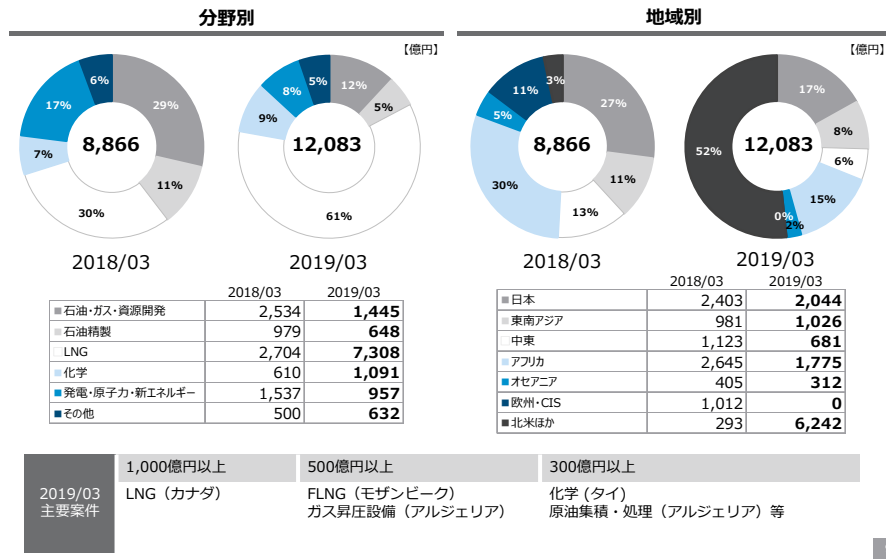 分野別
【億円】
6%
29%
17%
8,866
7%
11%
30%
2018/03
5%
12%
8%
5%
9%
12,083
61%
2019/03
2018/03 2019/03
石油・ガス・資源開発 2,534 1,445
石油精製 979 648
LNG 2,704 7,308
化学 610 1,091
発電・原子力・新エネルギー 1,537 957
その他 500 632
地域別
【億円】
3%
11%
27%
5%
8,866
30%
11%
13%
2018/03
17%
8%
52%
12,083
6%
15%
0%
2%
2019/03
2018/03 2019/03
日本 2,403 2,044
東南アジア 981 1,026
中東 1,123 681
アフリカ 2,645 1,775
オセアニア 405 312
欧州・CIS 1,012 0
北米ほか 293 6,242
2019/03
主要案件
1,000億円以上
LNG（カナダ）
500億円以上
FLNG（モザンビーク）
ガス昇圧設備（アルジェリア）
300億円以上
化学 (タイ)
原油集積・処理（アルジェリア）等